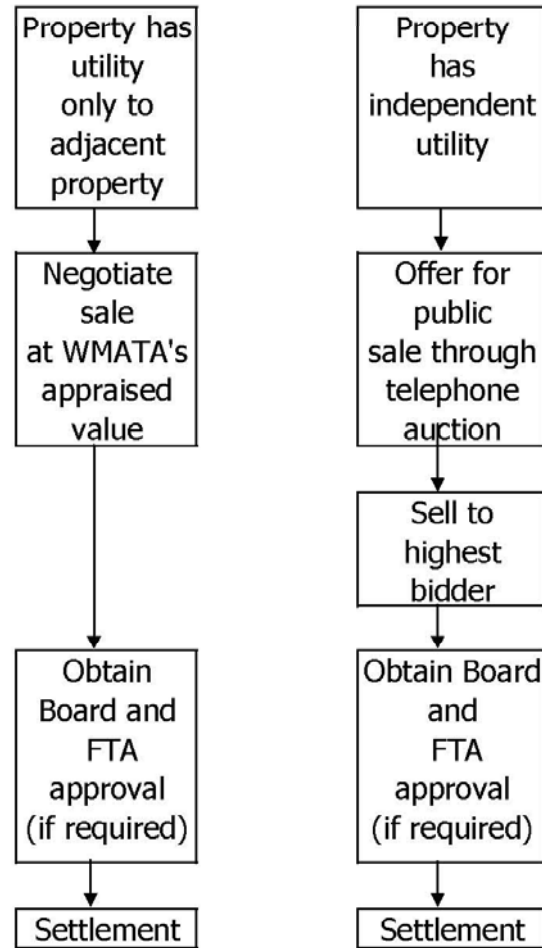 Property has
utility
only to
adjacent
property
Negotiate
sale
at WMATA's
appraised
value
Obtain
Board and
FTA
approval
(if required)
Settlement
Property
has
independent
utility
Offer for
public
sale through
telephone
auction
Sell to
highest
bidder
Obtain Board
and
FTA
approval
(if required)
Settlement